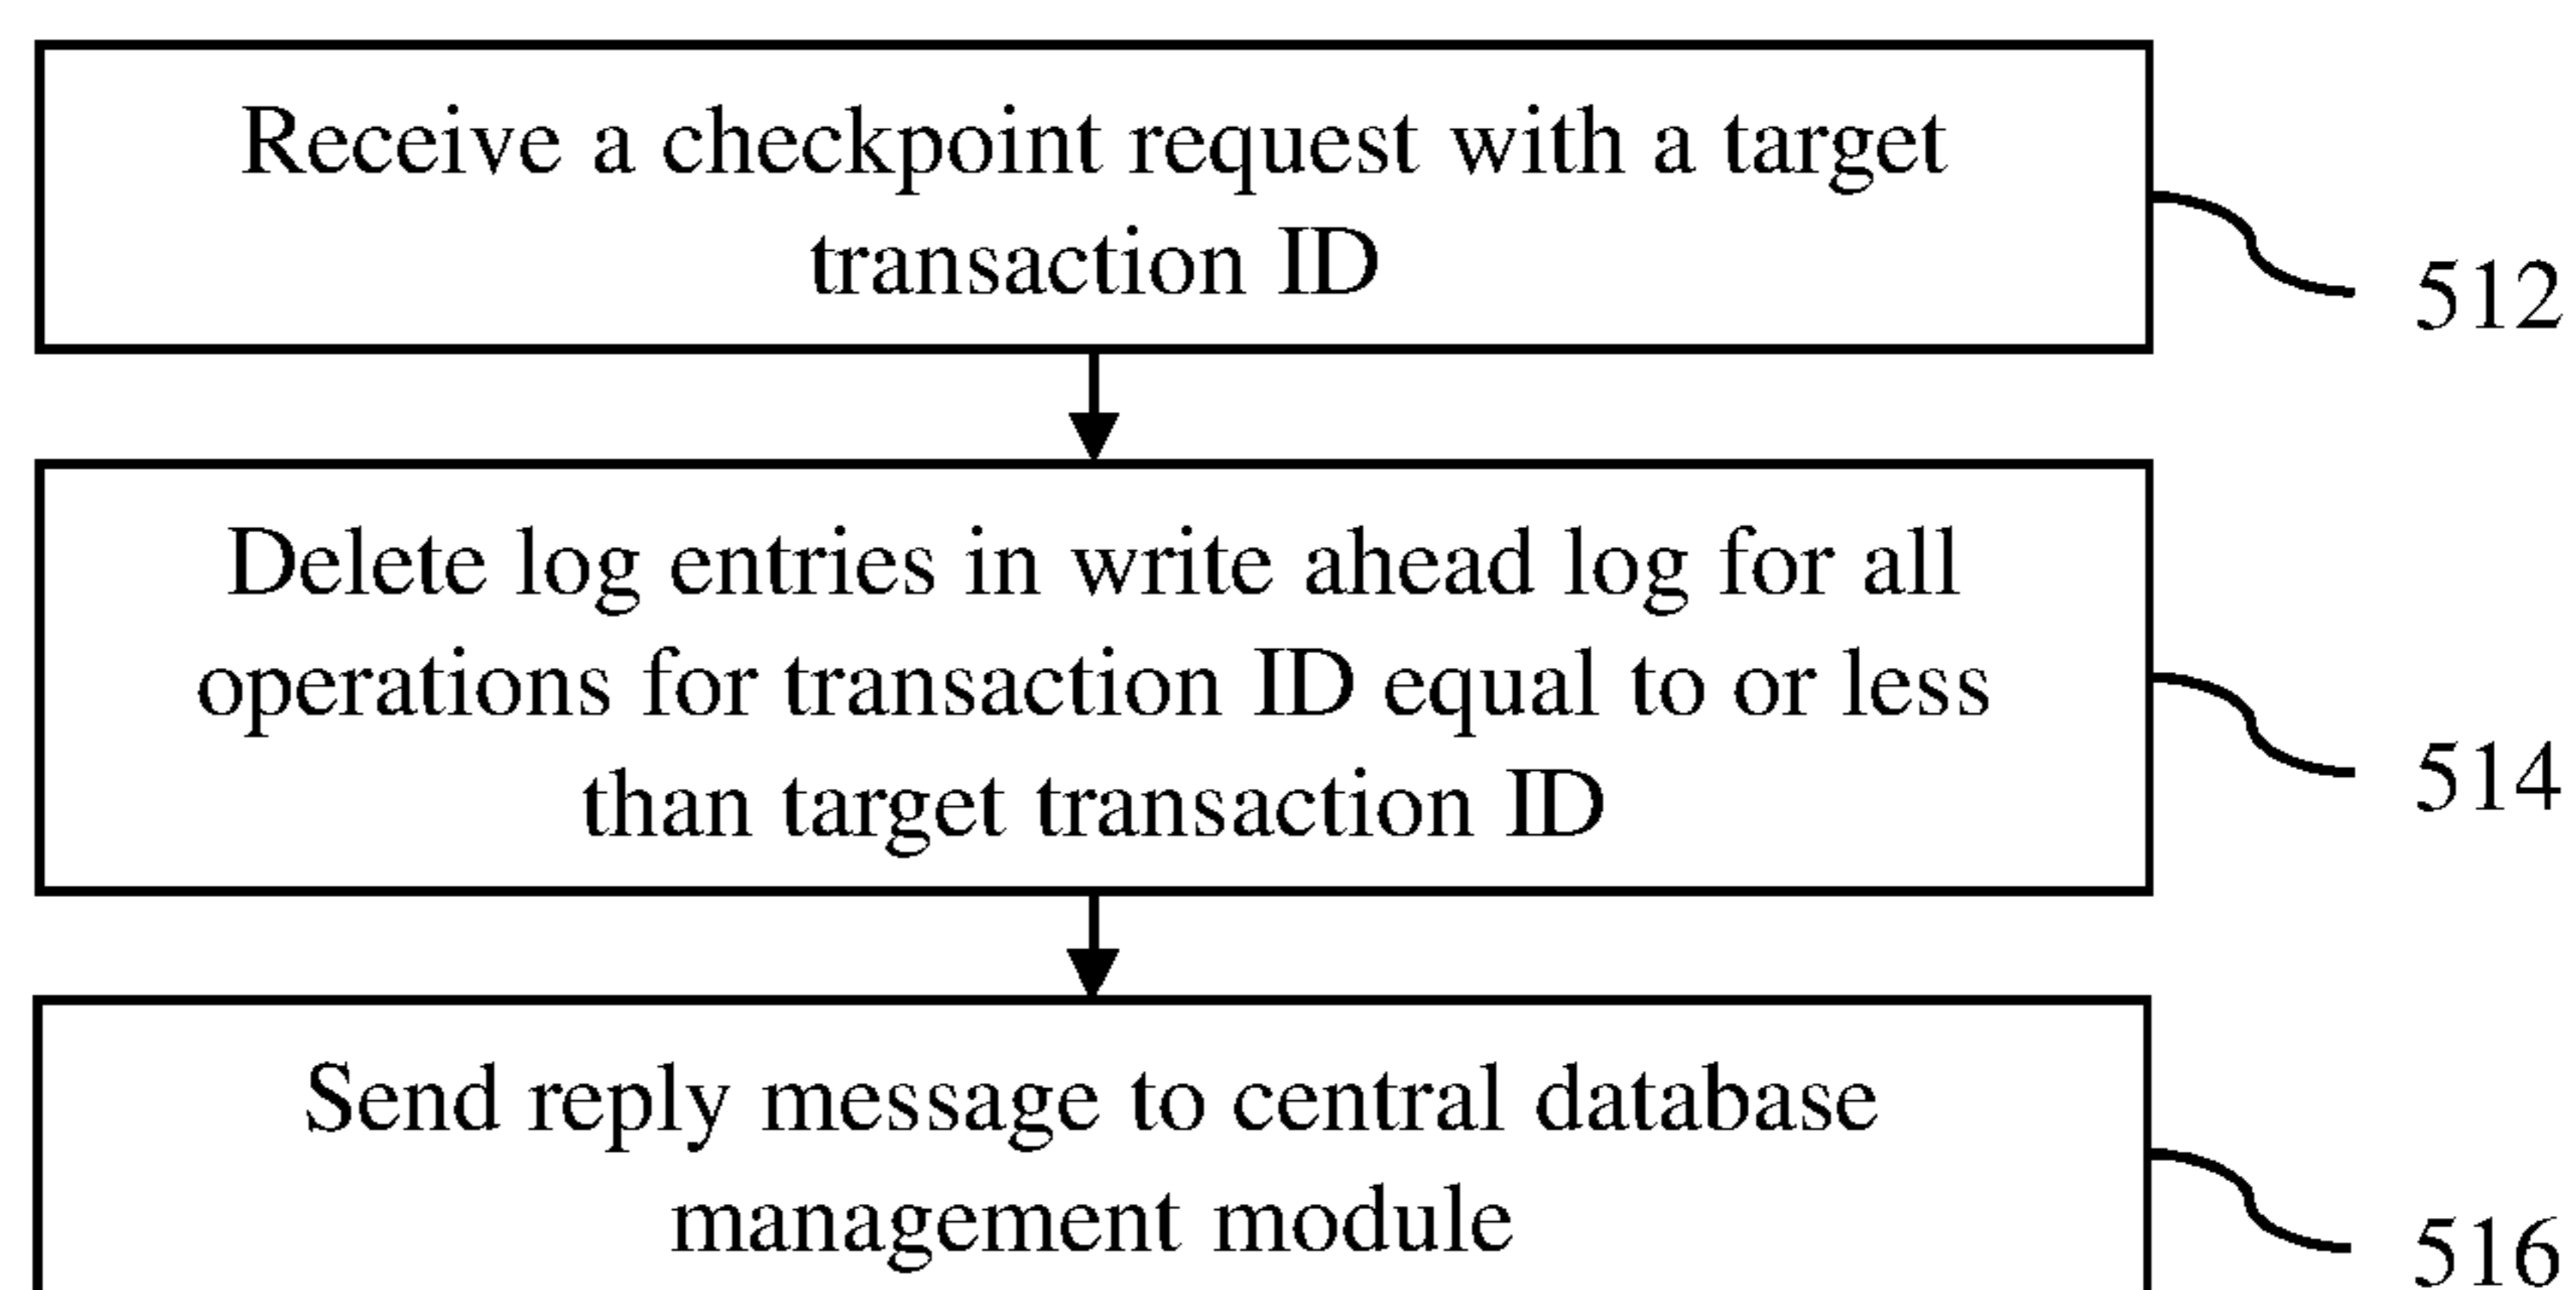 Receive a checkpoint request with a target
transaction ID
512
Delete log entries in write ahead log for all
operations for transaction ID equal to or less
than target transaction ID
514
Send reply message to central database
management module
516